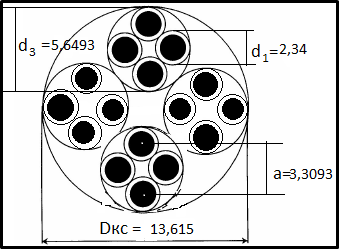 d₃ =5,6493
d₁=2,34
a=3,3093
Dкс = 13,615